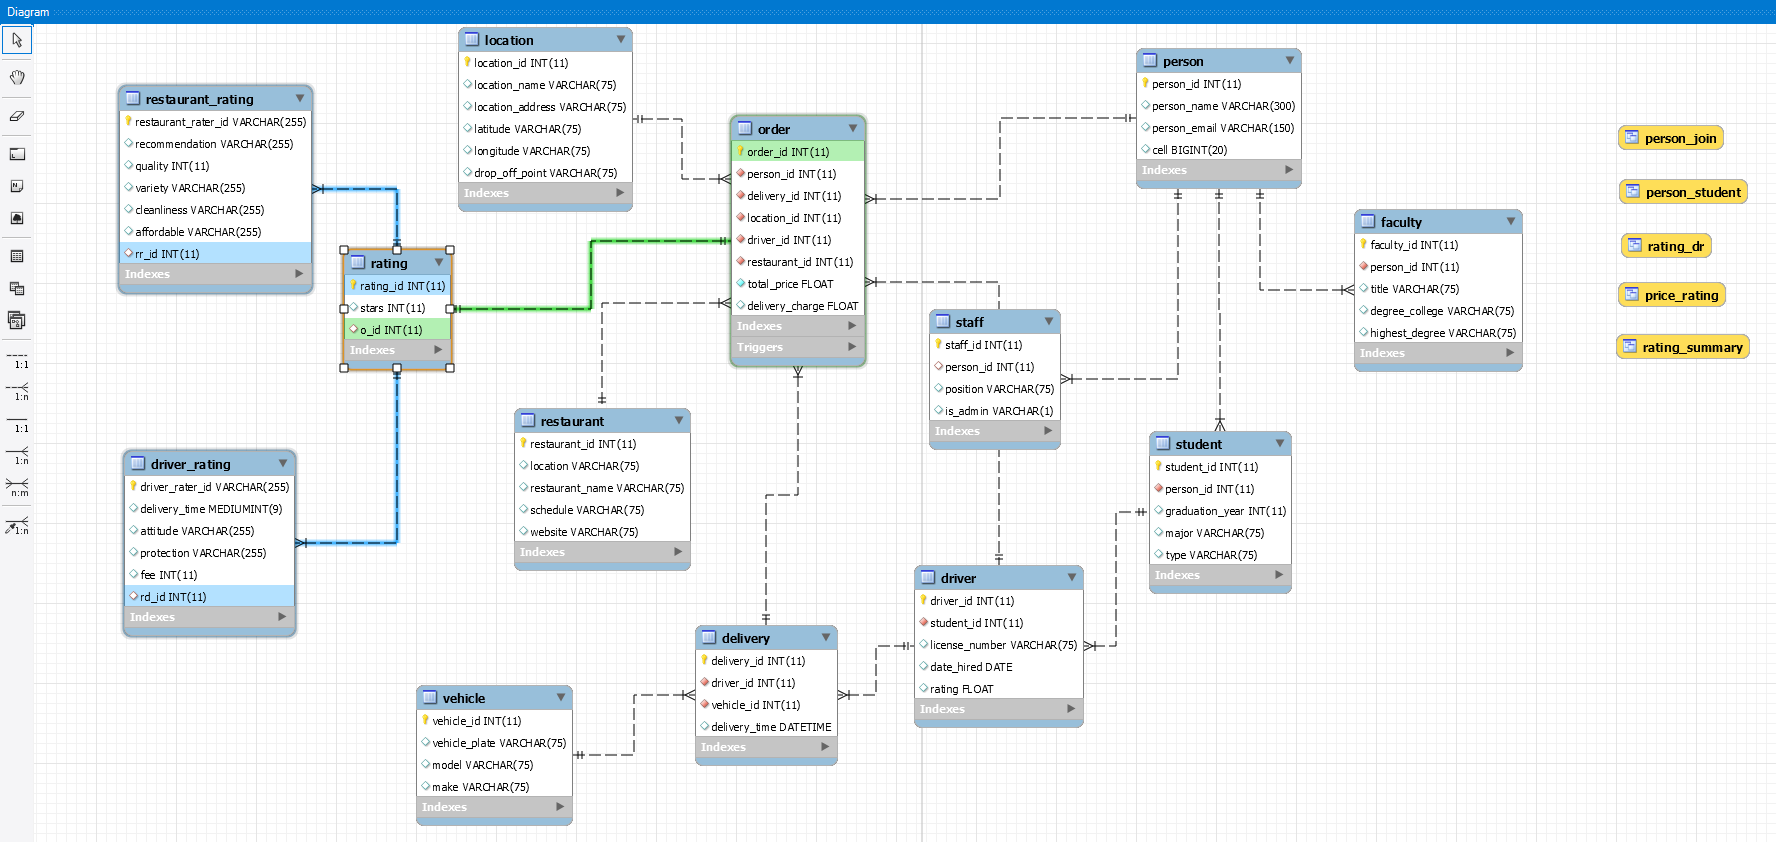 Diagram
location
location_id INT(11)
location_name VARCHAR(75)
location_address VARCHAR(75)
latitude VARCHAR(75)
longitude VARCHAR(75)
drop_off_point VARCHAR(75)
Indexes
restaurant_rating
restaurant_rater_id VARCHAR(255)
recommendation VARCHAR(255)
quality INT(11)
variety VARCHAR(255)
cleanliness VARCHAR(255)
affordable VARCHAR(255)
rr_id INT(11)
Indexes
rating
rating_id INT(11)
stars INT(11)
o_id INT(11)
Indexes
driver_rating
driver_rater_id VARCHAR(255)
delivery_time MEDIUMINT(9)
attitude VARCHAR(255)
protection VARCHAR(255)
fee INT(11)
rd_id INT(11)
Indexes
order
order_id INT(11)
person_id INT(11)
delivery_id INT(11)
location_id INT(11)
driver_id INT(11)
restaurant_id INT(11)
total_price FLOAT
delivery_charge FLOAT
Indexes
Triggers
restaurant
restaurant_id INT(11)
location VARCHAR(75)
restaurant_name VARCHAR(75)
schedule VARCHAR(75)
website VARCHAR(75)
Indexes
vehicle
vehicle_id INT(11)
vehicle_plate VARCHAR(75)
model VARCHAR(75)
make VARCHAR(75)
Indexes
delivery
delivery_id INT(11)
driver_id INT(11)
vehicle_id INT(11)
delivery_time DATETIME
Indexes
staff
staff_id INT(11)
person_id INT(11)
position VARCHAR(75)
is_admin VARCHAR(1)
Indexes
driver
driver_id INT(11)
student_id INT(11)
license_number VARCHAR(75)
date_hired DATE
rating FLOAT
Indexes
person
person_id INT(11)
person_name VARCHAR(300)
person_email VARCHAR(150)
cell BIGINT(20)
Indexes
student
student_id INT(11)
person_id INT(11)
graduation_year INT(11)
major VARCHAR(75)
type VARCHAR(75)
Indexes
faculty
faculty_id INT(11)
person_id INT(11)
title VARCHAR(75)
degree_college VARCHAR(75)
highest_degree VARCHAR(75)
Indexes
person_join
person_student
rating_dr
price_rating
rating_summary
1:1
1:n
1:1
1:n
n:m
1:n